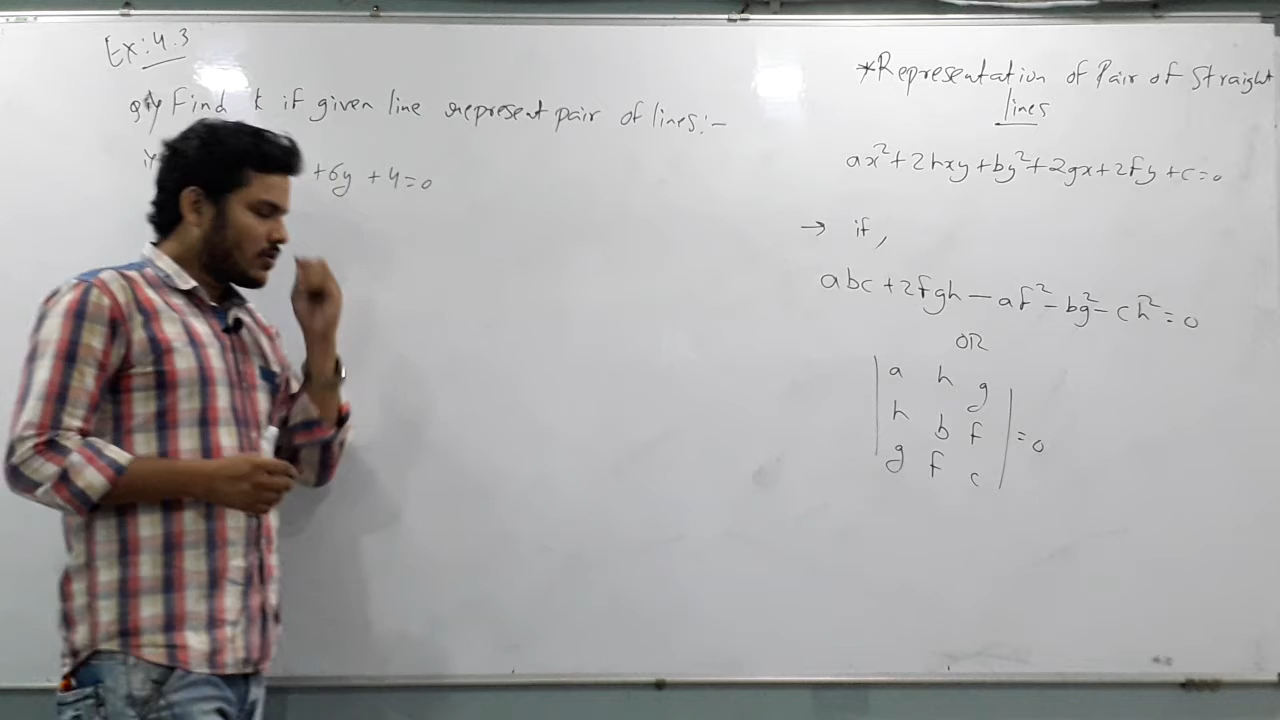 Ex: 4.3
Q1) Find k if given line represent pair of lines:-
+6y +4=0
*Representation of Pair of Straight
lines
ax²+2hxy+by²+2gx+2fy+c=0
→ if,
abc+2fgh-af²-bg²-ch²=0
OR
a h g
h b f =0
g f c